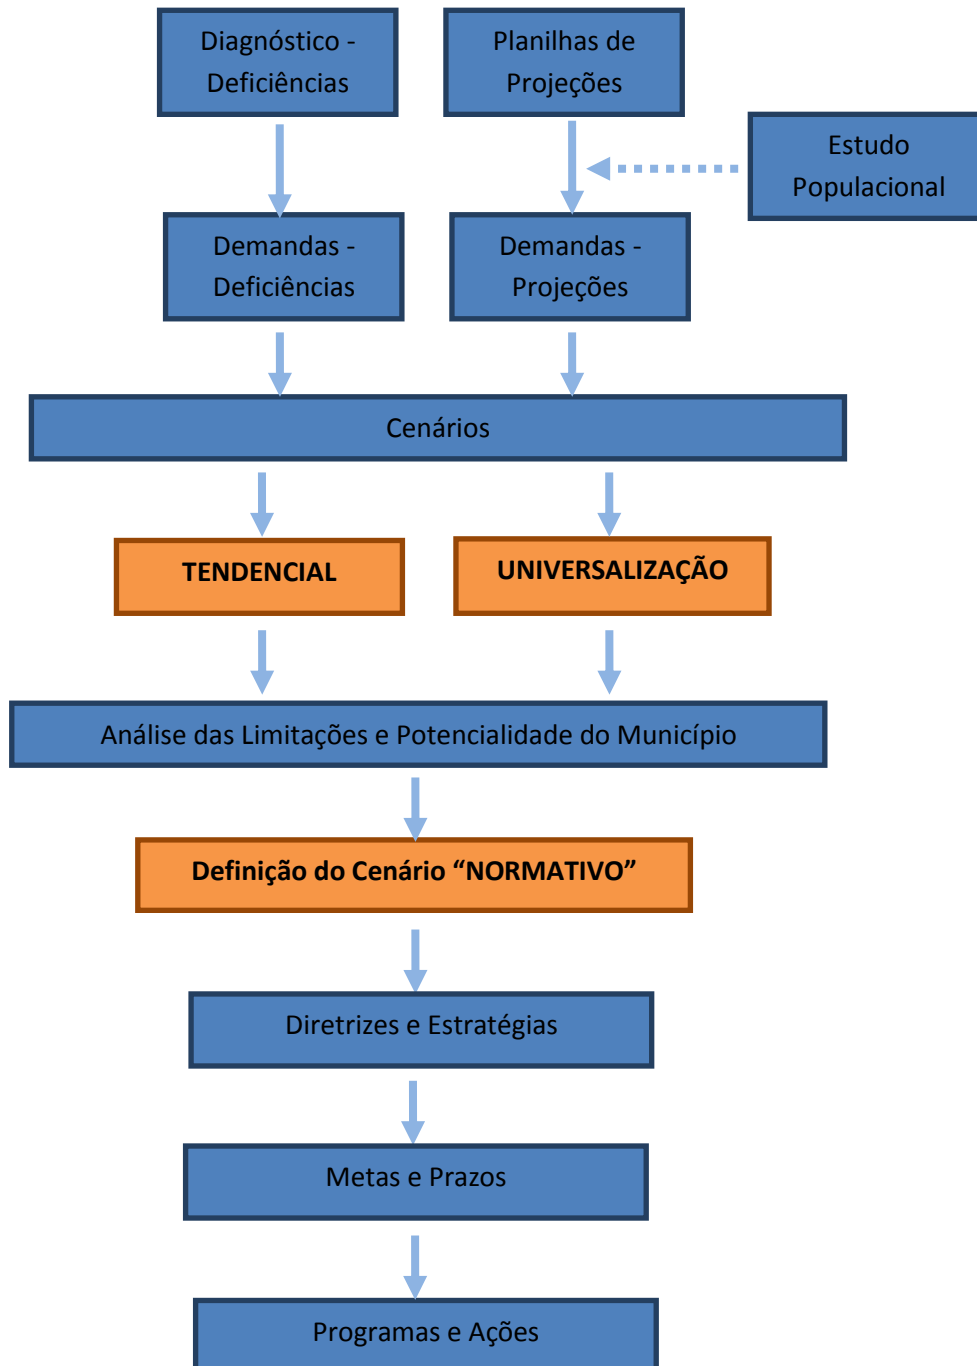 Diagnóstico -
Deficiências
Planilhas de
Projeções
Estudo
Populacional
Demandas -
Deficiências
Demandas -
Projeções
Cenários
TENDENCIAL
UNIVERSALIZAÇÃO
Análise das Limitações e Potencialidade do Município
Definição do Cenário “NORMATIVO”
Diretrizes e Estratégias
Metas e Prazos
Programas e Ações